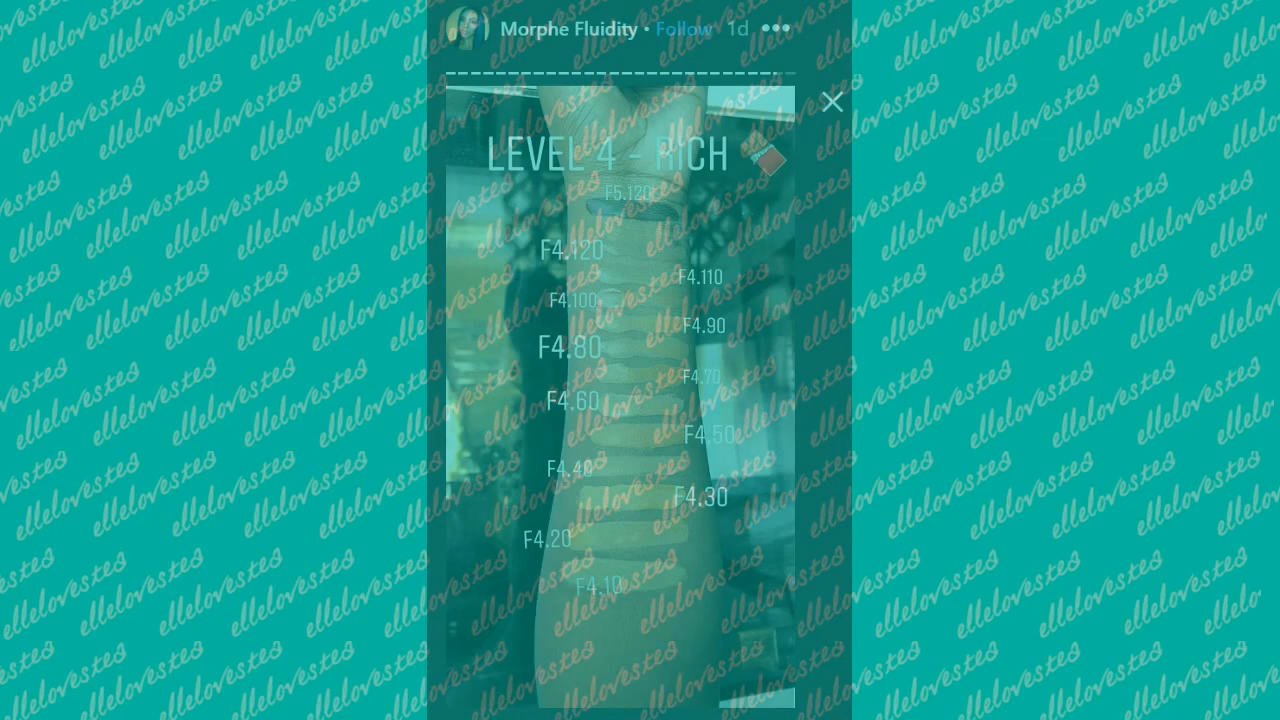 Morphe Fluidity • Follow 1d •••
LEVEL 4 - RICH
F5.120
F4.120
F4.110
F4.100
F4.90
F4.80
F4.70
F4.60
F4.50
F4.40
F4.30
F4.20
F4.10
ellelovestea